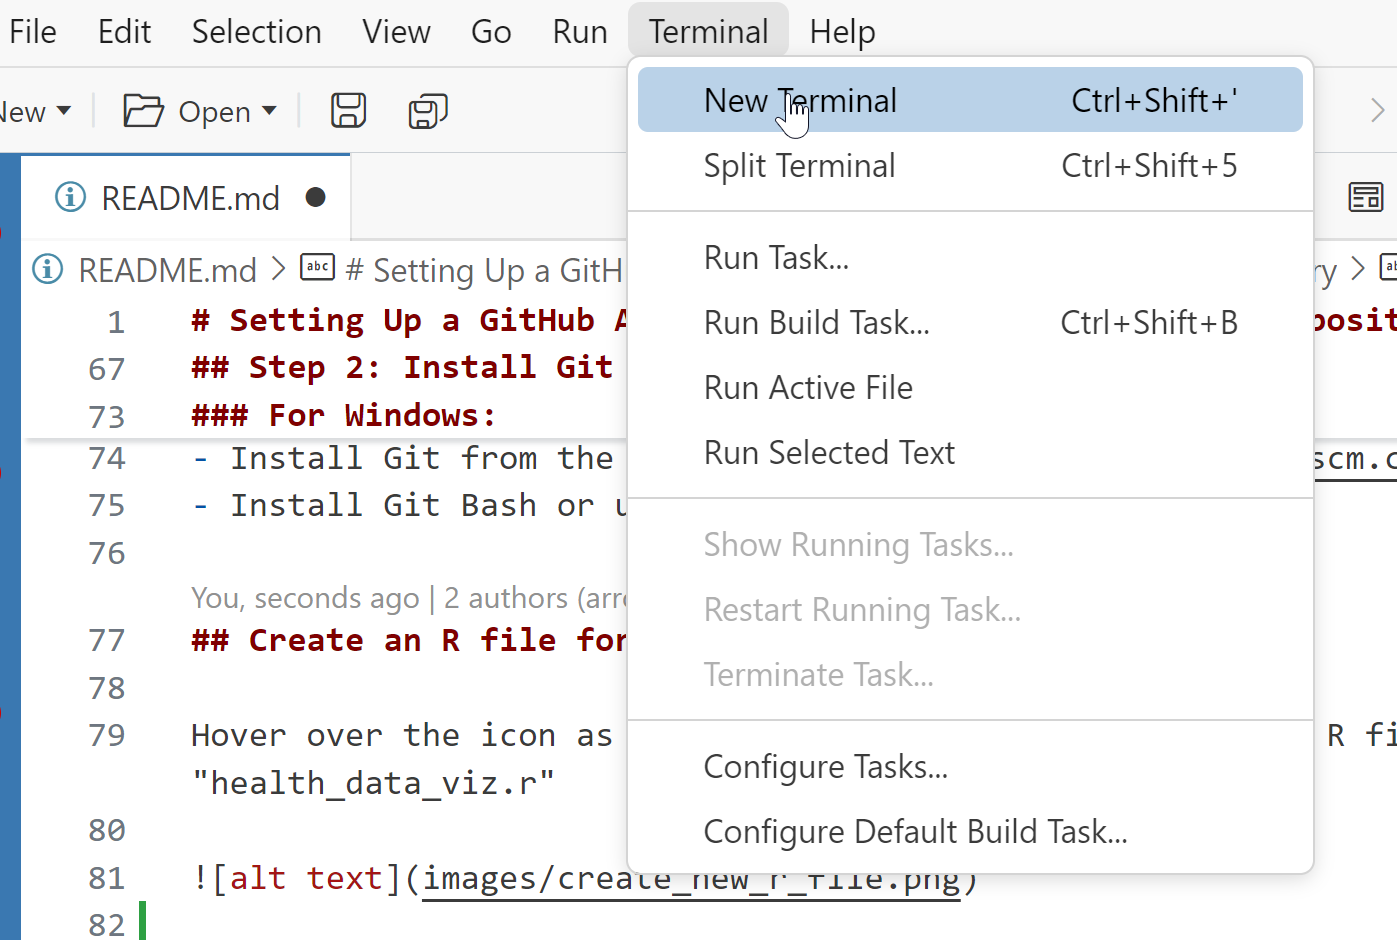 File Edit Selection View Go Run Terminal Help
New Open
New Terminal Ctrl+Shift+'
Split Terminal Ctrl+Shift+5
Run Task...
Run Build Task... Ctrl+Shift+B
Run Active File
Run Selected Text
Show Running Tasks...
Restart Running Task...
Terminate Task...
Configure Tasks...
Configure Default Build Task...
README.md
README.md > abc # Setting Up a GitH
1 # Setting Up a GitHub
67 ## Step 2: Install Git
73 ### For Windows:
74 - Install Git from the scm.c
75 - Install Git Bash or
76
You, seconds ago | 2 authors (arr
77 ## Create an R file for
78
79 Hover over the icon as R fi
"health_data_viz.r"
80
81 ![alt text](images/create_new_r_file.png)
82